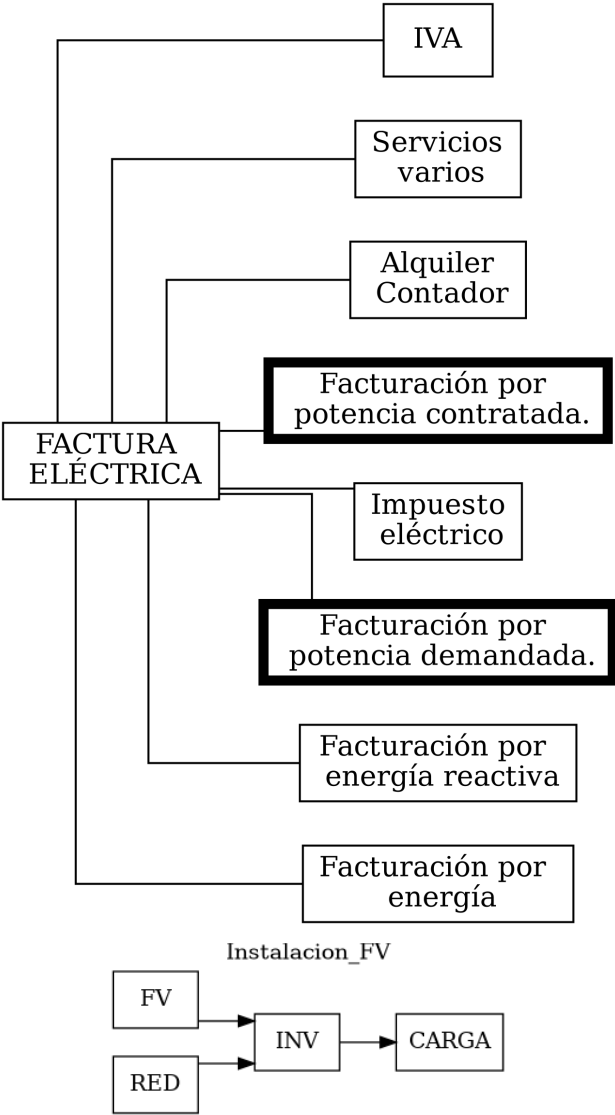 IVA
Servicios
varios
Alquiler
Contador
Facturación por
potencia contratada.
FACTURA
ELÉCTRICA
Impuesto
eléctrico
Facturación por
potencia demandada.
Facturación por
energía reactiva
Facturación por
energía
Instalacion_FV
FV
INV
CARGA
RED